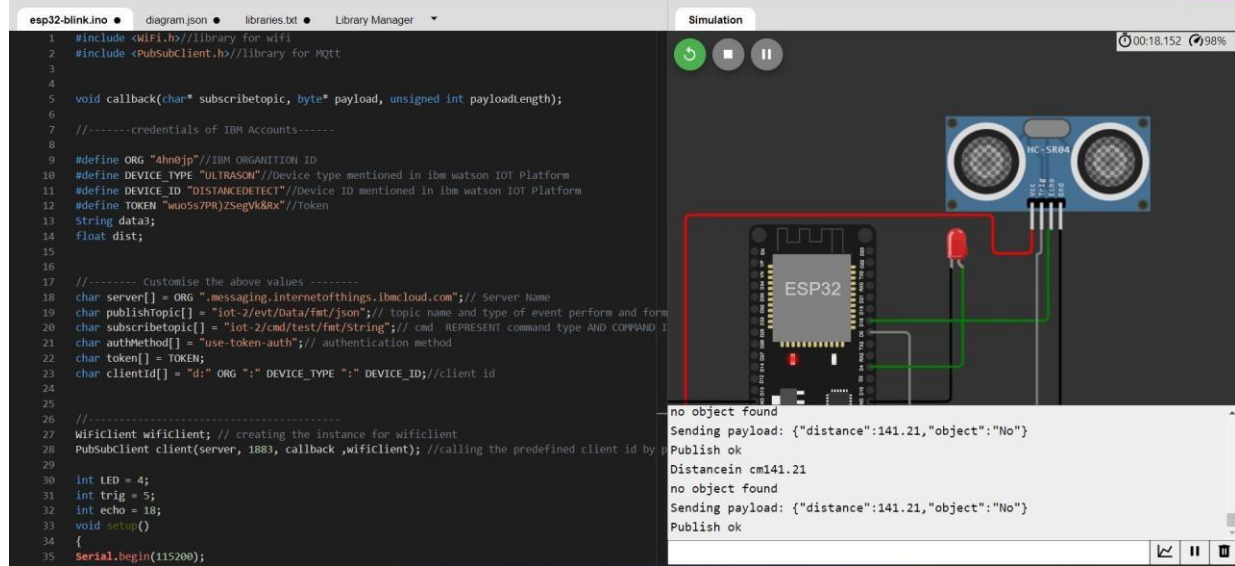 esp32-blink.ino ● diagram.json ● libraries.txt ● Library Manager
Simulation
1 #include <WiFi.h>//library for wifi
2 #include <PubSubClient.h>//library for MQtt
3
4
5 void callback(char* subscribetopic, byte* payload, unsigned int payloadLength);
6
7 //-------credentials of IBM Accounts------
8
9 #define ORG "4hn0jp"//IBM ORGANITION ID
10 #define DEVICE_TYPE "ULTRASON"//Device type mentioned in ibm watson IOT Platform
11 #define DEVICE_ID "DISTANCEDETECT"//Device ID mentioned in ibm watson IOT Platform
12 #define TOKEN "wuo5s7PR)ZSegVk&Rx"//Token
13 String data3;
14 float dist;
15
16
17 //-------- Customise the above values --------
18 char server[] = ORG ".messaging.internetofthings.ibmcloud.com";// Server Name
19 char publishTopic[] = "iot-2/evt/Data/fmt/json";// topic name and type of event perform and form
20 char subscribetopic[] = "iot-2/cmd/test/fmt/String";// cmd REPRESENT command type AND COMMAND I
21 char authMethod[] = "use-token-auth";// authentication method
22 char token[] = TOKEN;
23 char clientId[] = "d:" ORG ":" DEVICE_TYPE ":" DEVICE_ID;//client id
24
25
26 //-----------------------------------------
27 WiFiClient wifiClient; // creating the instance for wificlient
28 PubSubClient client(server, 1883, callback ,wifiClient); //calling the predefined client id by p
29
30 int LED = 4;
31 int trig = 5;
32 int echo = 18;
33 void setup()
34 {
35 Serial.begin(115200);
00:18.152 98%
HC-SR04
Vcc
Trig
Echo
Gnd
ESP32
no object found
Sending payload: {"distance":141.21,"object":"No"}
Publish ok
Distancein cm141.21
no object found
Sending payload: {"distance":141.21,"object":"No"}
Publish ok